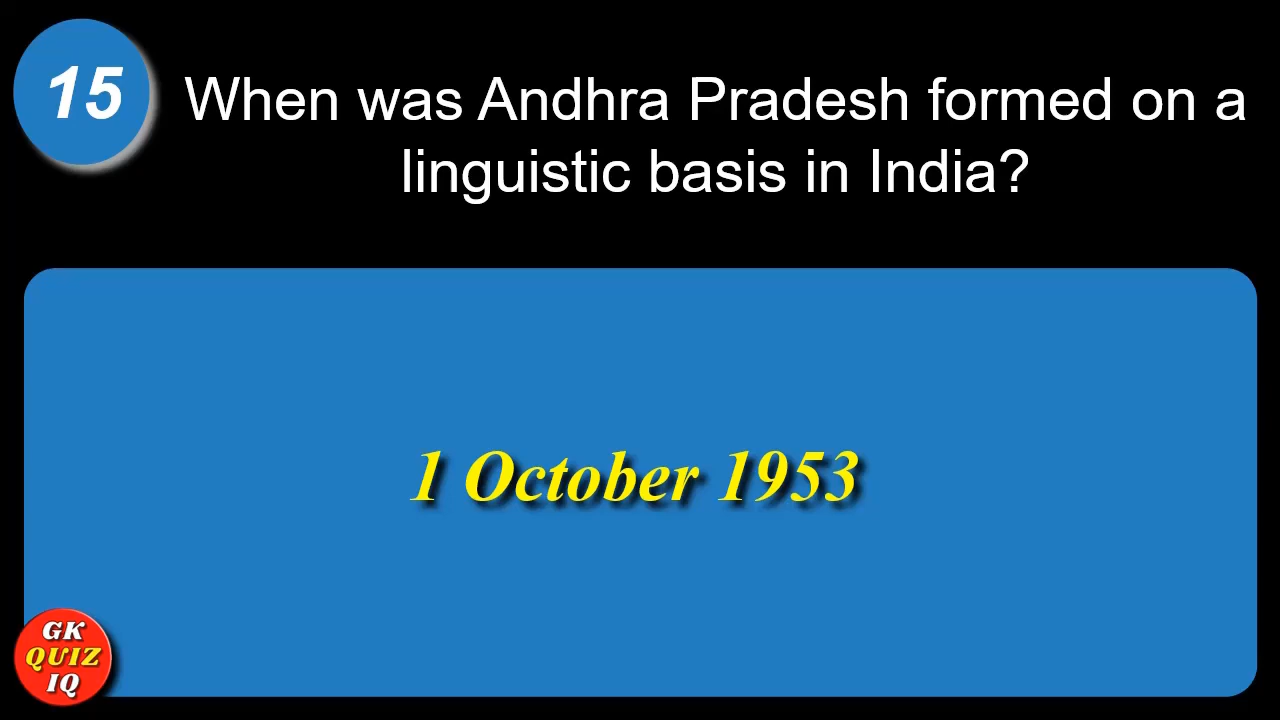 15
When was Andhra Pradesh formed on a
linguistic basis in India?
1 October 1953
GK
QUIZ
IQ